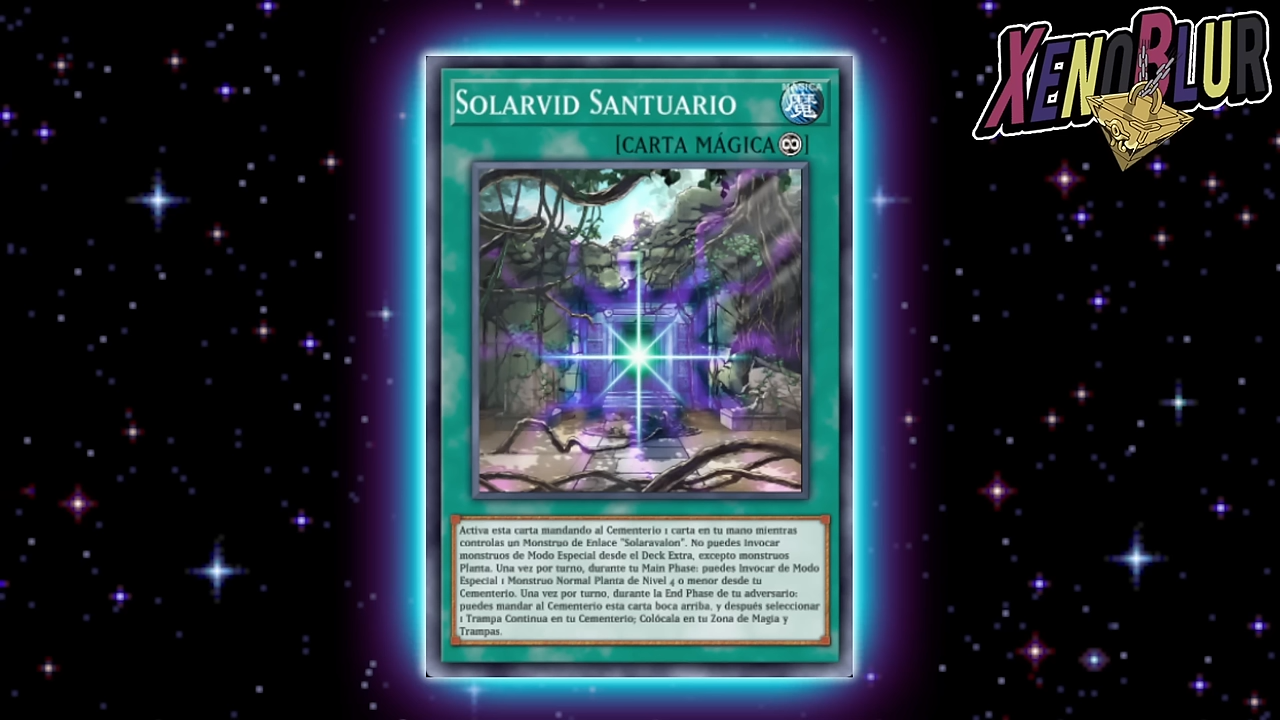 XENOBLUR
SOLARVID SANTUARIO
MÁGICA
魔
[CARTA MÁGICA]
Activa esta carta mandando al Cementerio 1 carta en tu mano mientras
controlas un Monstruo de Enlace "Solaravalon". No puedes Invocar
monstruos de Modo Especial desde el Deck Extra, excepto monstruos
Planta. Una vez por turno, durante tu Main Phase: puedes Invocar de Modo
Especial 1 Monstruo Normal Planta de Nivel 4 o menor desde tu
Cementerio. Una vez por turno, durante la End Phase de tu adversario:
puedes mandar al Cementerio esta carta boca arriba, y después seleccionar
1 Trampa Continua en tu Cementerio; Colócala en tu Zona de Magia y
Trampas.